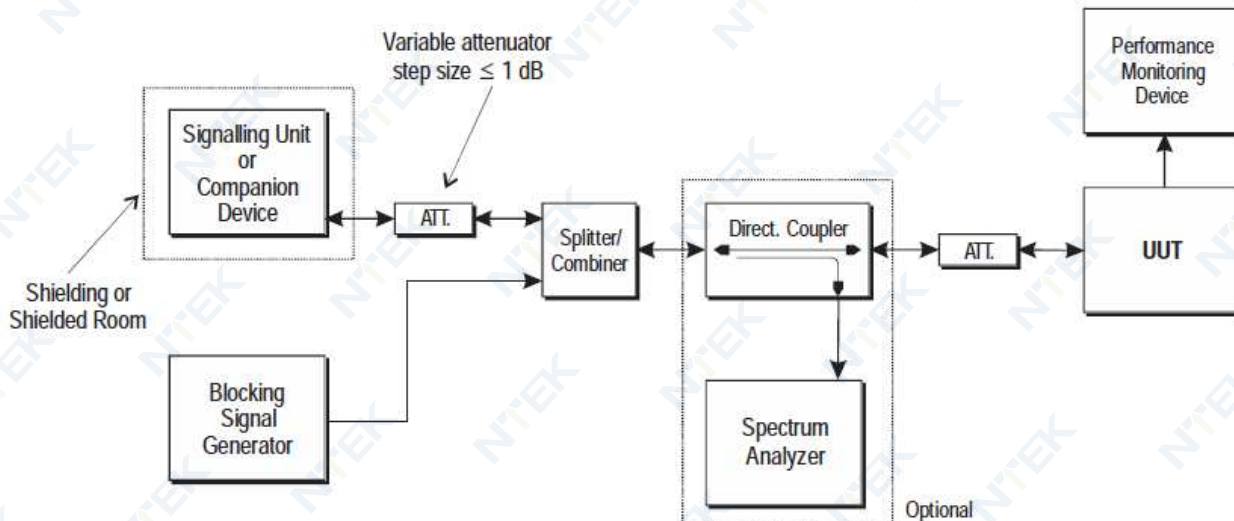 Variable attenuator
step size ≤ 1 dB
Performance
Monitoring
Device
Signalling Unit
or
Companion
Device
ATT.
Splitter/
Combiner
Direct. Coupler
ATT.
UUT
Shielding or
Shielded Room
Blocking
Signal
Generator
Spectrum
Analyzer
Optional
NTEK